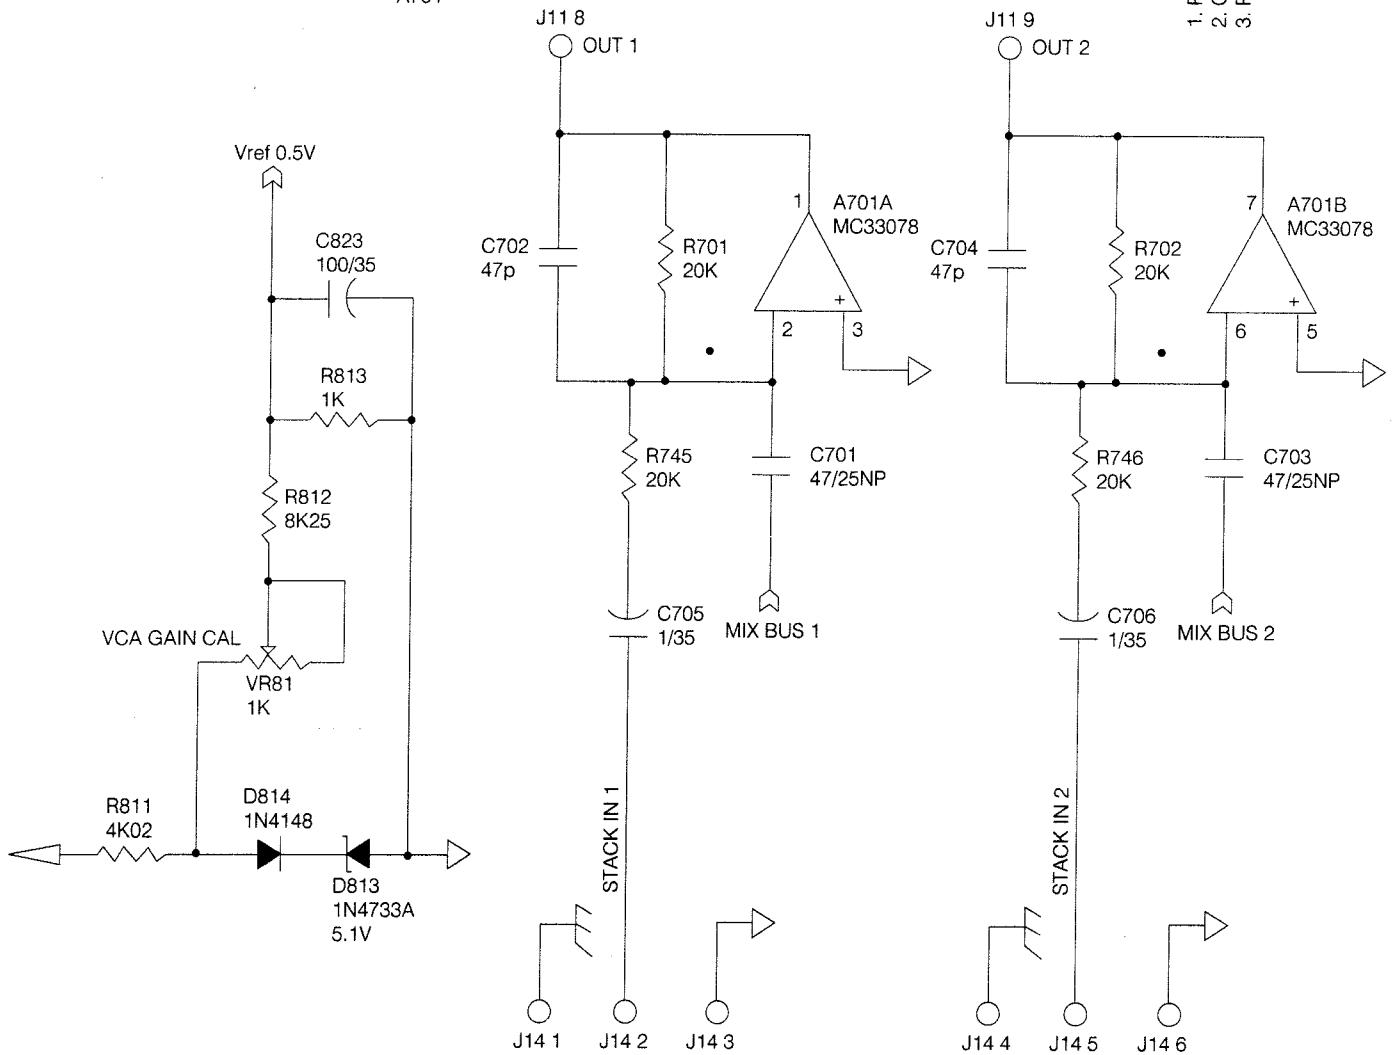 J11 8
OUT 1
J11 9
OUT 2
1.
2.
3.
Vref 0.5V
C823
100/35
R813
1K
R812
8K25
VCA GAIN CAL
VR81
1K
R811
4K02
D814
1N4148
D813
1N4733A
5.1V
C702
47p
R701
20K
1
A701A
MC33078
+
2
3
R745
20K
C701
47/25NP
C705
1/35
MIX BUS 1
STACK IN 1
J14 1
J14 2
J14 3
C704
47p
R702
20K
7
A701B
MC33078
+
6
5
R746
20K
C703
47/25NP
C706
1/35
MIX BUS 2
STACK IN 2
J14 4
J14 5
J14 6